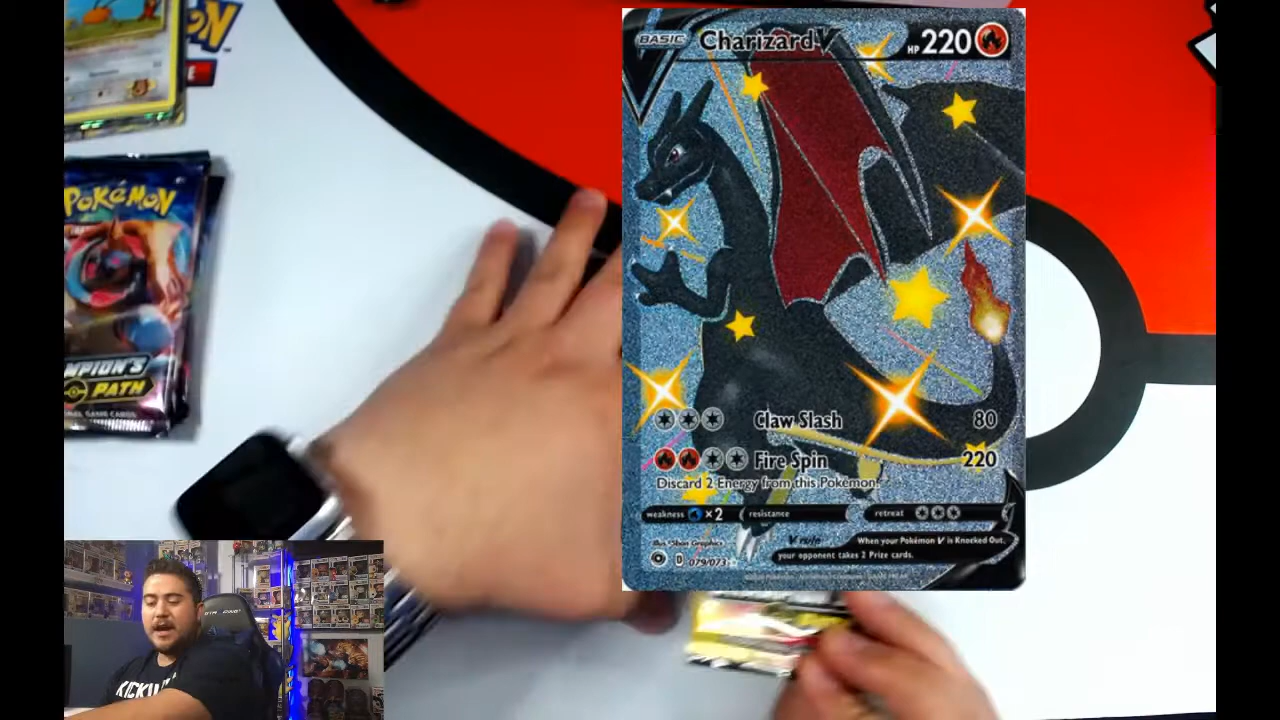 POKéMON
MPION'S
PATH
BASIC Charizard V HP 220
Claw Slash 80
Fire Spin 220
Discard 2 Energy from this Pokémon.
weakness ×2 resistance retreat
V rule When your Pokémon V is Knocked Out,
your opponent takes 2 Prize cards.
D 079/073